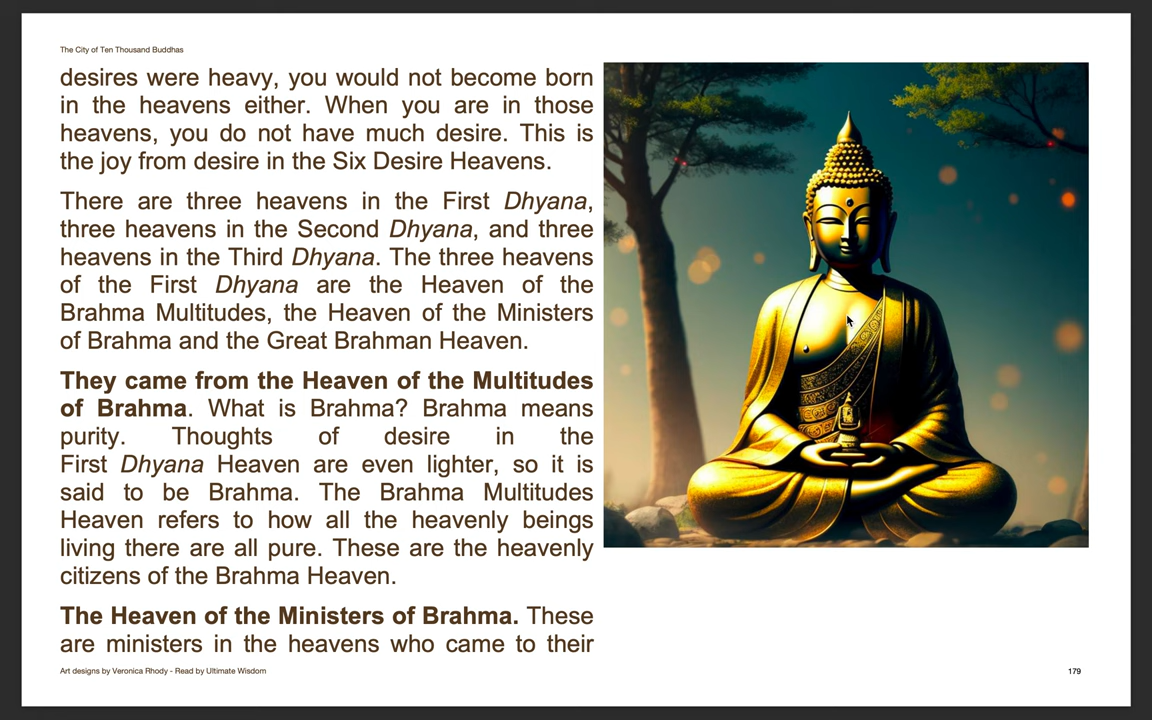 The City of Ten Thousand Buddhas
desires were heavy, you would not become born
in the heavens either. When you are in those
heavens, you do not have much desire. This is
the joy from desire in the Six Desire Heavens.
There are three heavens in the First Dhyana,
three heavens in the Second Dhyana, and three
heavens in the Third Dhyana. The three heavens
of the First Dhyana are the Heaven of the
Brahma Multitudes, the Heaven of the Ministers
of Brahma and the Great Brahman Heaven.
They came from the Heaven of the Multitudes
of Brahma. What is Brahma? Brahma means
purity. Thoughts of desire in the
First Dhyana Heaven are even lighter, so it is
said to be Brahma. The Brahma Multitudes
Heaven refers to how all the heavenly beings
living there are all pure. These are the heavenly
citizens of the Brahma Heaven.
The Heaven of the Ministers of Brahma. These
are ministers in the heavens who came to their
Art designs by Veronica Rhody - Read by Ultimate Wisdom
179